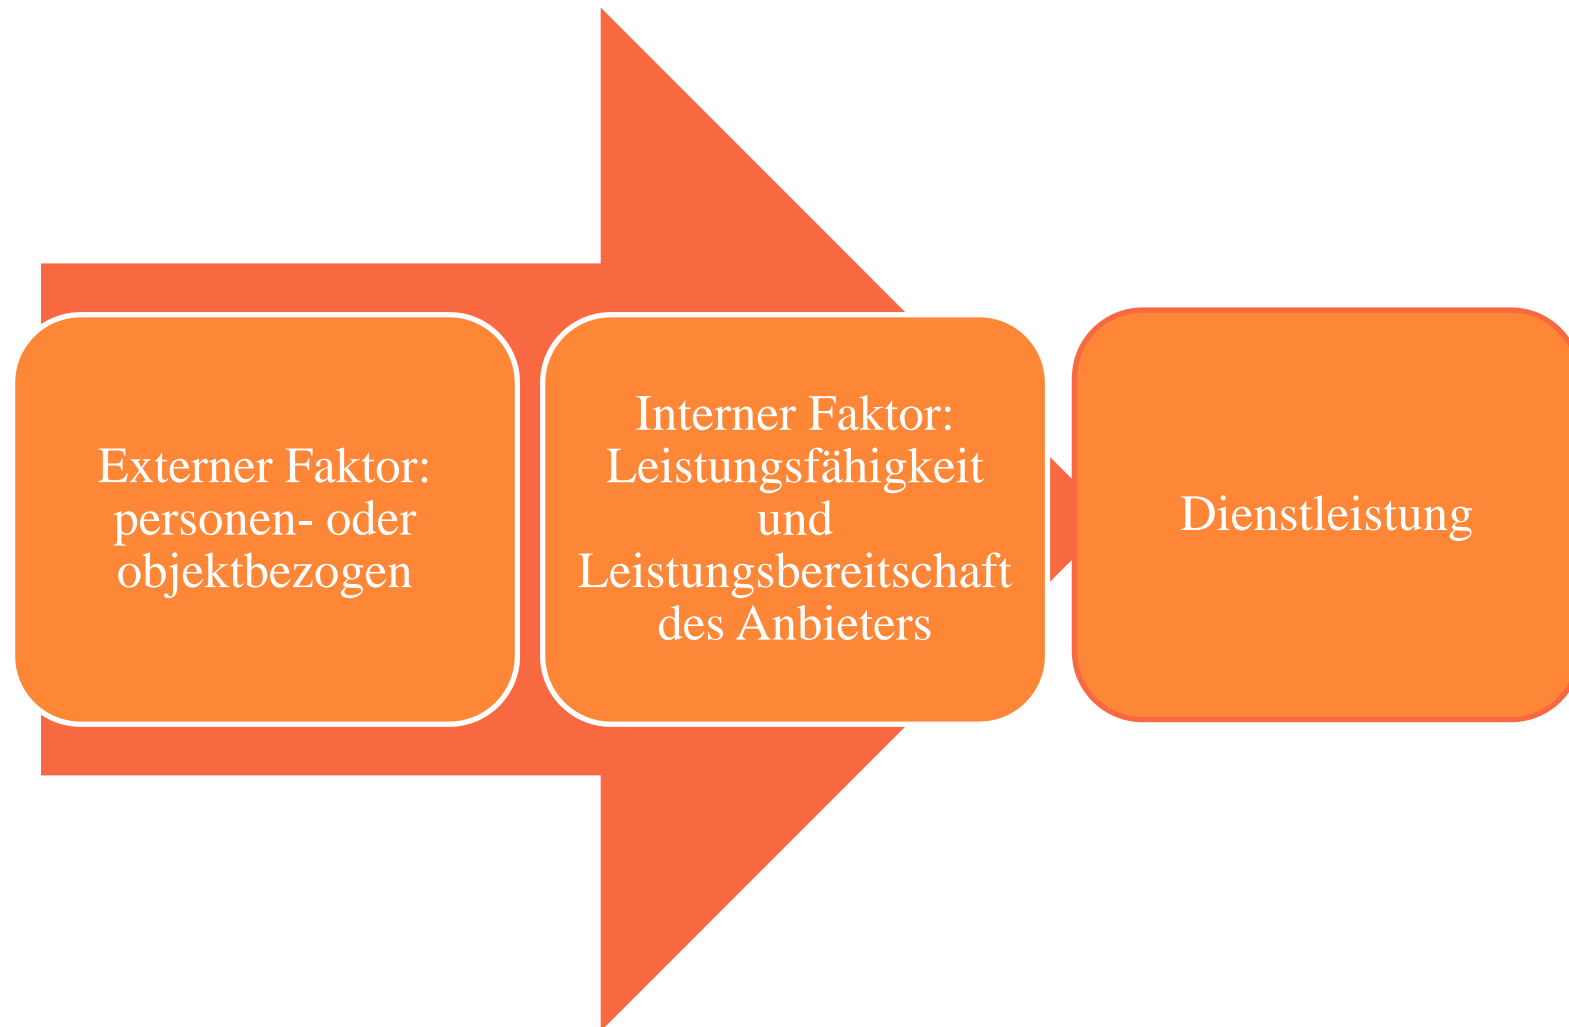 Externer Faktor:
personen- oder
objektbezogen
Interner Faktor:
Leistungsfähigkeit
und
Leistungsbereitschaft
des Anbieters
Dienstleistung